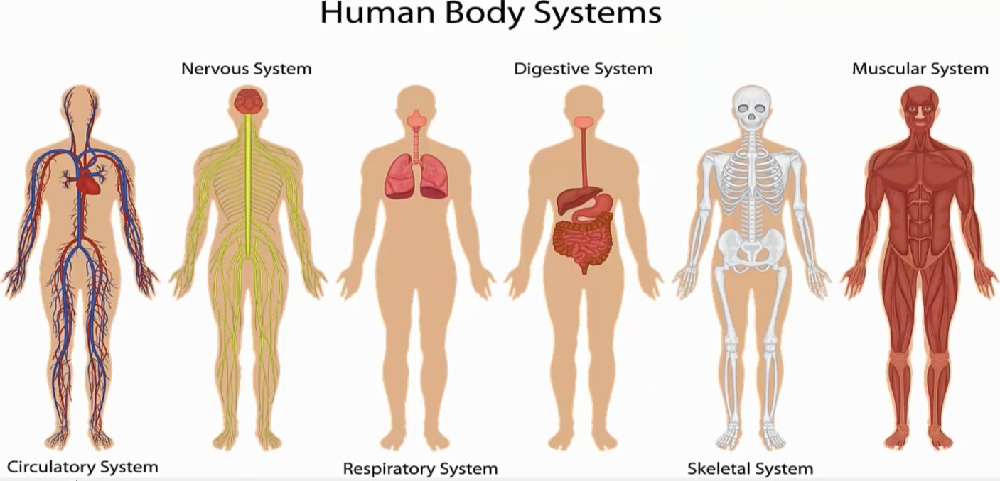 Human Body Systems
Nervous System
Digestive System
Muscular System
Circulatory System
Respiratory System
Skeletal System